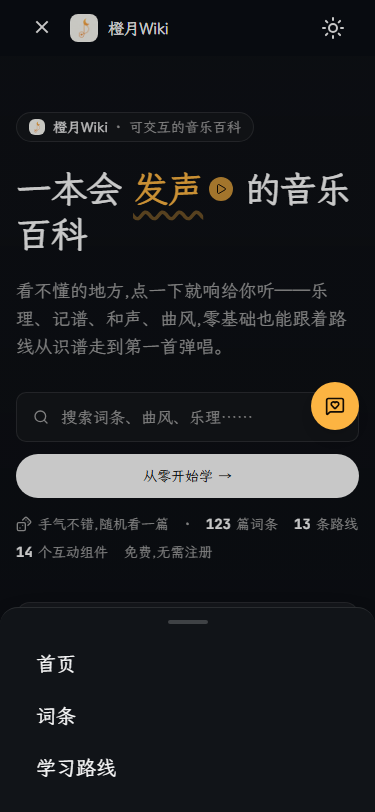 橙月Wiki
橙月Wiki · 可交互的音乐百科
一本会 发声 的音乐
百科
看不懂的地方,点一下就响给你听——乐
理、记谱、和声、曲风,零基础也能跟着路
线从识谱走到第一首弹唱。
搜索词条、曲风、乐理……
从零开始学 →
手气不错,随机看一篇 · 123 篇词条 13 条路线
14 个互动组件 免费,无需注册
首页
词条
学习路线